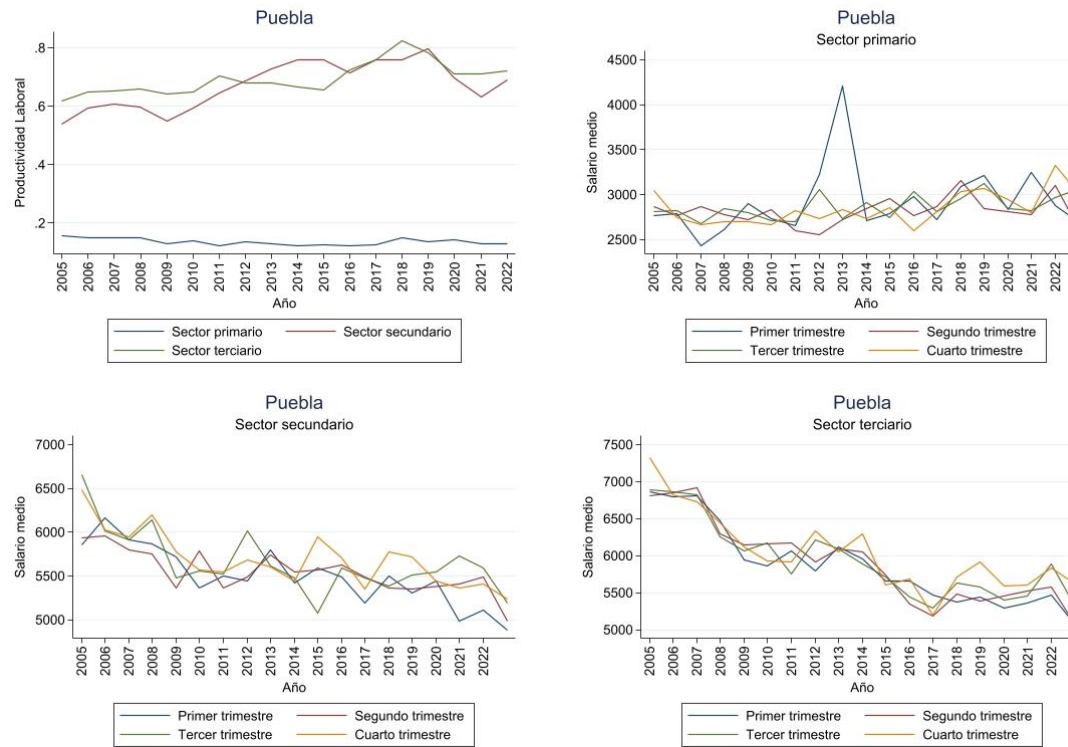 Puebla
Productividad Laboral
.8
.6
.4
.2
2005 2006 2007 2008 2009 2010 2011 2012 2013 2014 2015 2016 2017 2018 2019 2020 2021 2022
Año
Sector primario Sector secundario
Sector terciario
Puebla
Sector primario
Salario medio
4500
4000
3500
3000
2500
2005 2006 2007 2008 2009 2010 2011 2012 2013 2014 2015 2016 2017 2018 2019 2020 2021 2022
Año
Primer trimestre Segundo trimestre
Tercer trimestre Cuarto trimestre
Puebla
Sector secundario
Salario medio
7000
6500
6000
5500
5000
2005 2006 2007 2008 2009 2010 2011 2012 2013 2014 2015 2016 2017 2018 2019 2020 2021 2022
Año
Primer trimestre Segundo trimestre
Tercer trimestre Cuarto trimestre
Puebla
Sector terciario
Salario medio
7500
7000
6500
6000
5500
5000
2005 2006 2007 2008 2009 2010 2011 2012 2013 2014 2015 2016 2017 2018 2019 2020 2021 2022
Año
Primer trimestre Segundo trimestre
Tercer trimestre Cuarto trimestre